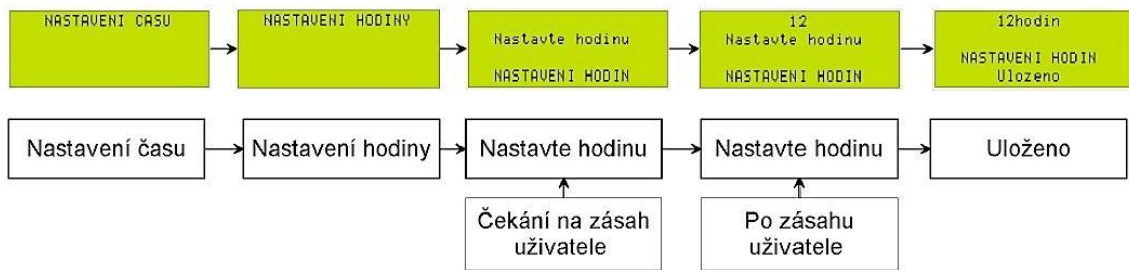 NASTAVENI CASU
NASTAVENI HODINY
Nastavte hodinu
NASTAVENI HODIN
12
Nastavte hodinu
NASTAVENI HODIN
12hodin
NASTAVENI HODIN
Ulozeno
Nastavení času
Nastavení hodiny
Nastavte hodinu
Nastavte hodinu
Uloženo
Čekání na zásah
uživatele
Po zásahu
uživatele